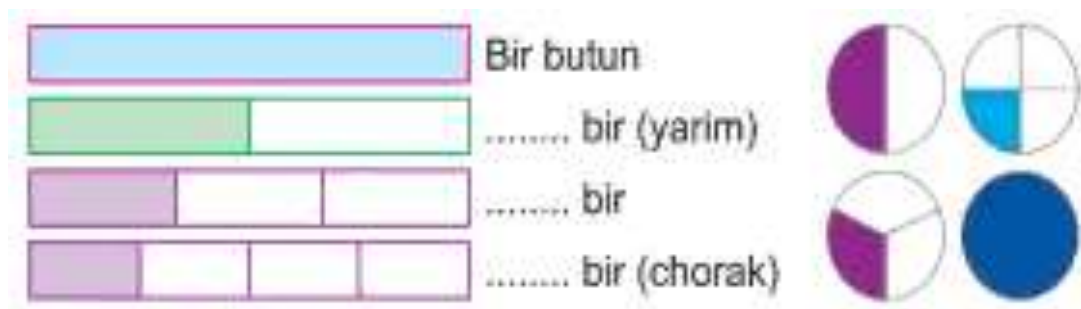 Bir butun
........ bir (yarim)
........ bir
........ bir (chorak)